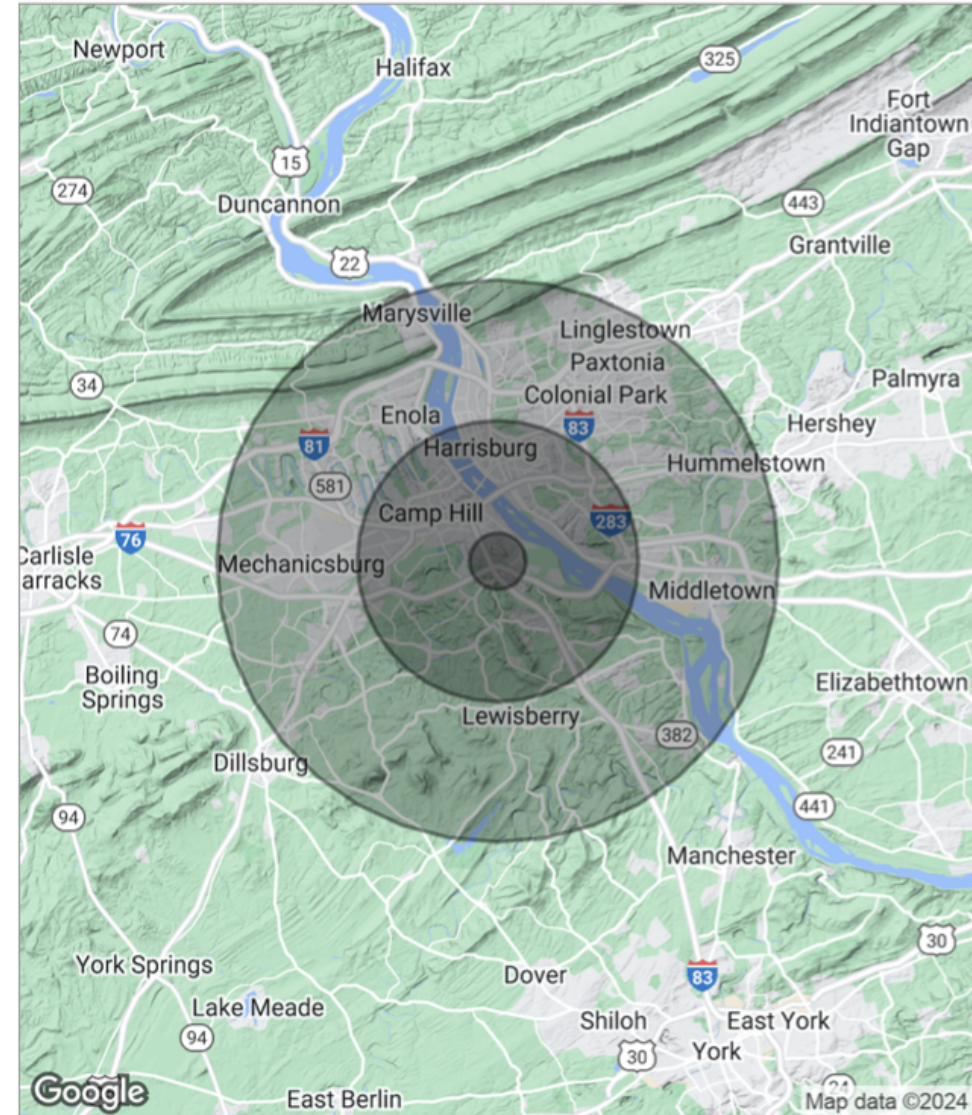 Newport
Halifax
325
Fort
Indiantown
Gap
15
274
Duncannon
443
22
Grantville
Marysville
Linglestown
Paxtonia
34
Palmyra
Colonial Park
Enola
83
Hershey
81
Harrisburg
Hummelstown
581
Camp Hill
283
76
Carlisle
arracks
Mechanicsburg
Middletown
74
Boiling
Springs
Elizabethtown
Lewisberry
382
241
Dillsburg
94
441
Manchester
30
York Springs
Dover
83
Lake Meade
Shiloh
East York
94
30
York
24
Google
East Berlin
Map data ©2024